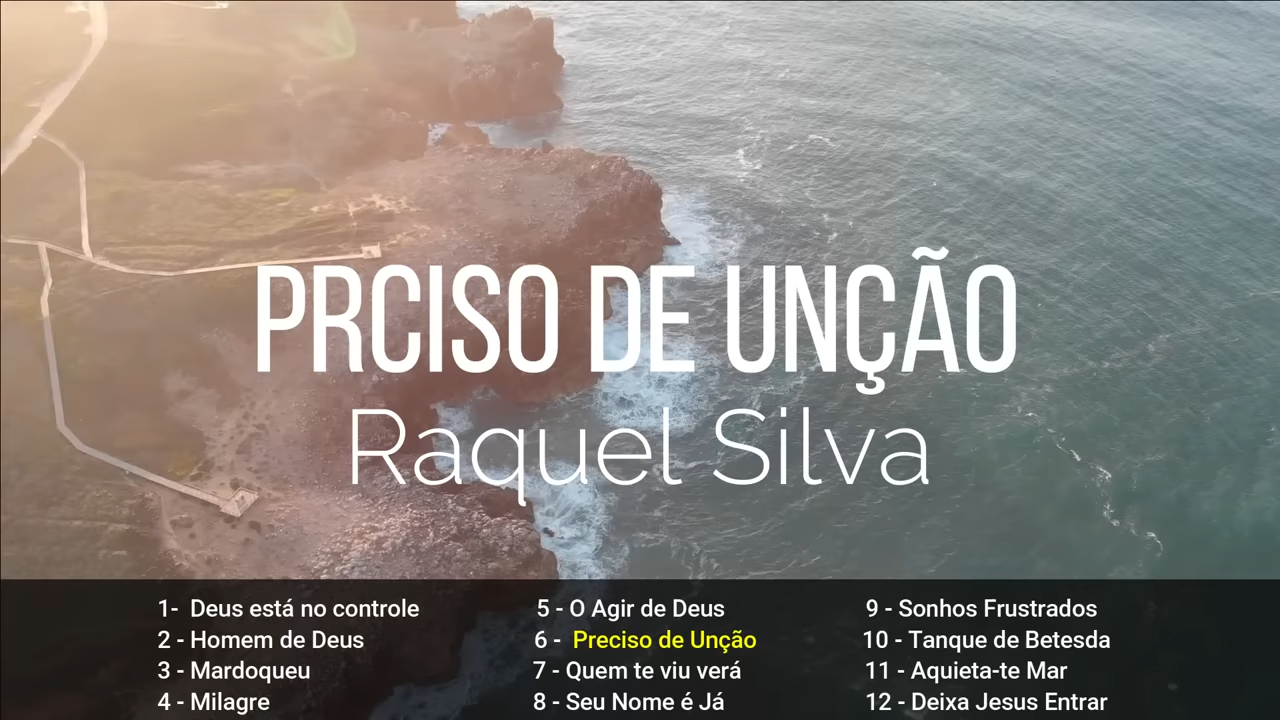 PRCISO DE UNÇÃO
Raquel Silva
1-  Deus está no controle
2 - Homem de Deus
3 - Mardoqueu
4 - Milagre
5 - O Agir de Deus
6 -  Preciso de Unção
7 - Quem te viu verá
8 - Seu Nome é Já
9 - Sonhos Frustrados
10 - Tanque de Betesda
11 - Aquieta-te Mar
12 - Deixa Jesus Entrar